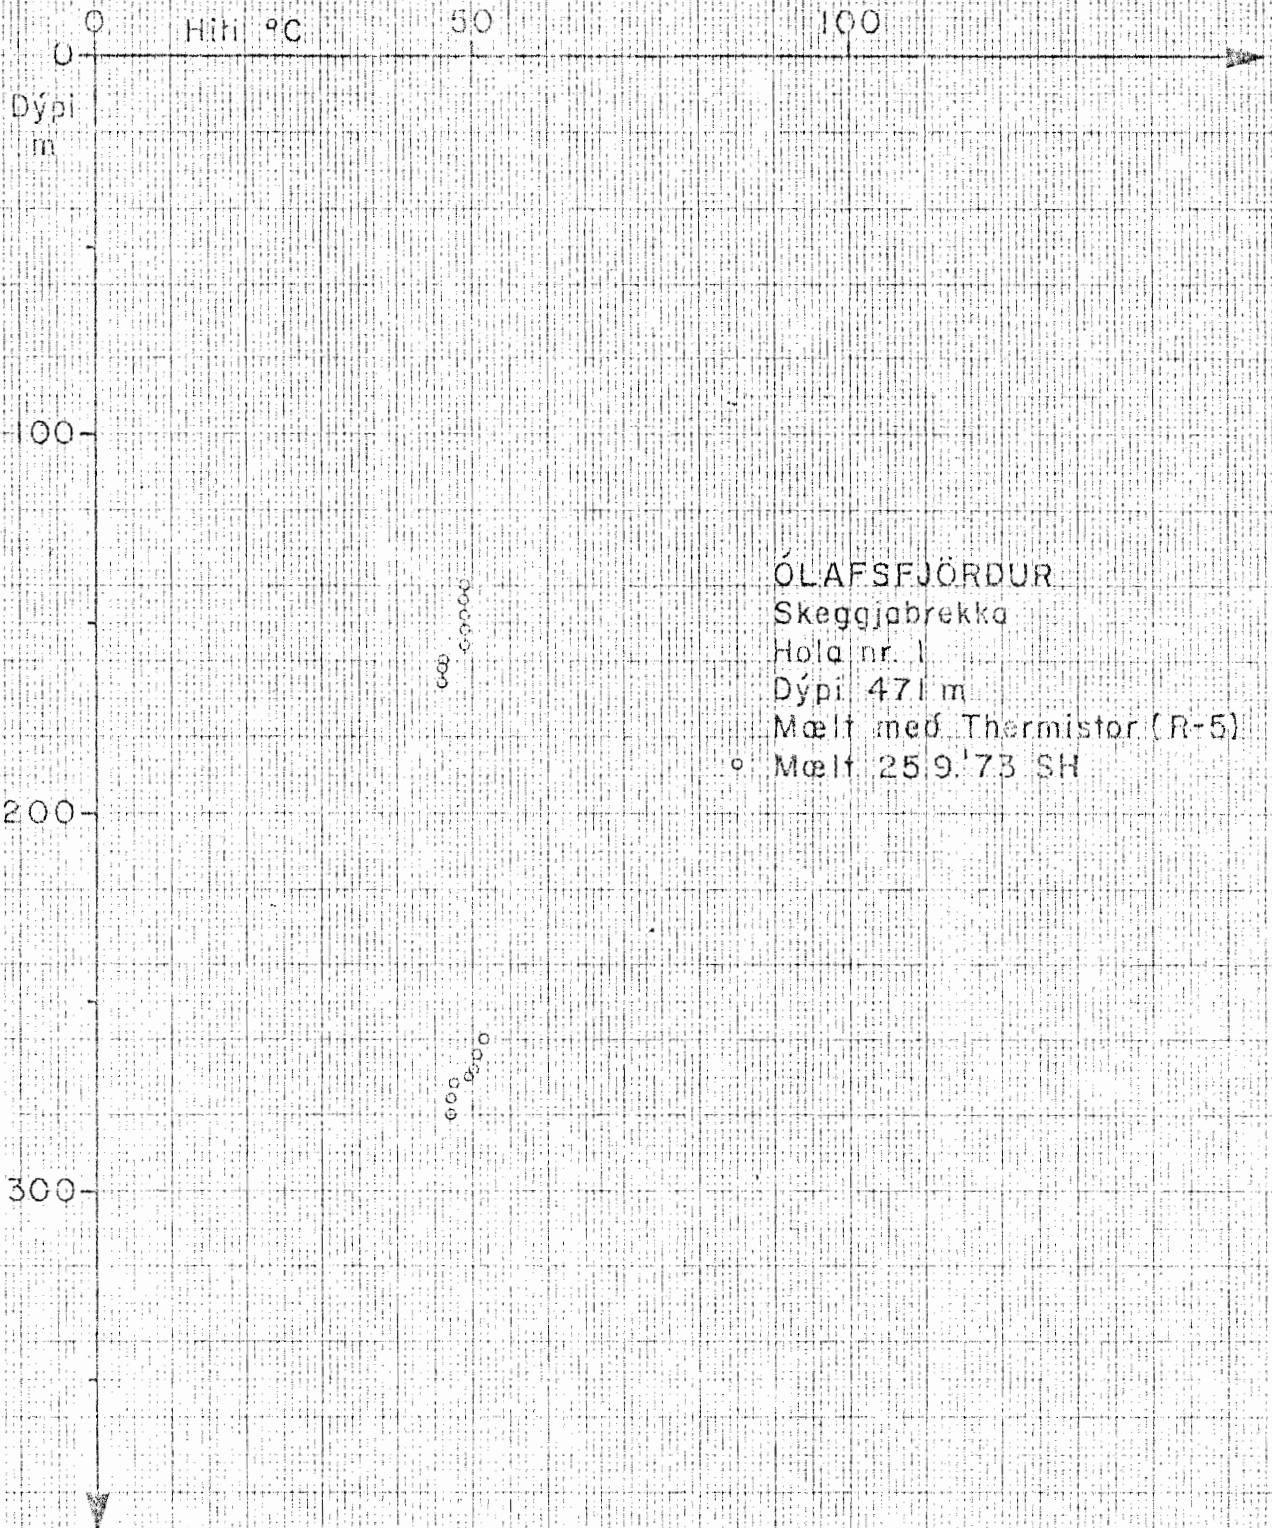 0 50 100
Hiti °C
0
Dýpi
m
100
ÓLAFSFJÖRDUR
Skeggjabrekka
Hola nr. 1
Dýpi 471 m
Mælt með Thermistor (R-5)
Mælt 25.9.'73 SH
200
300